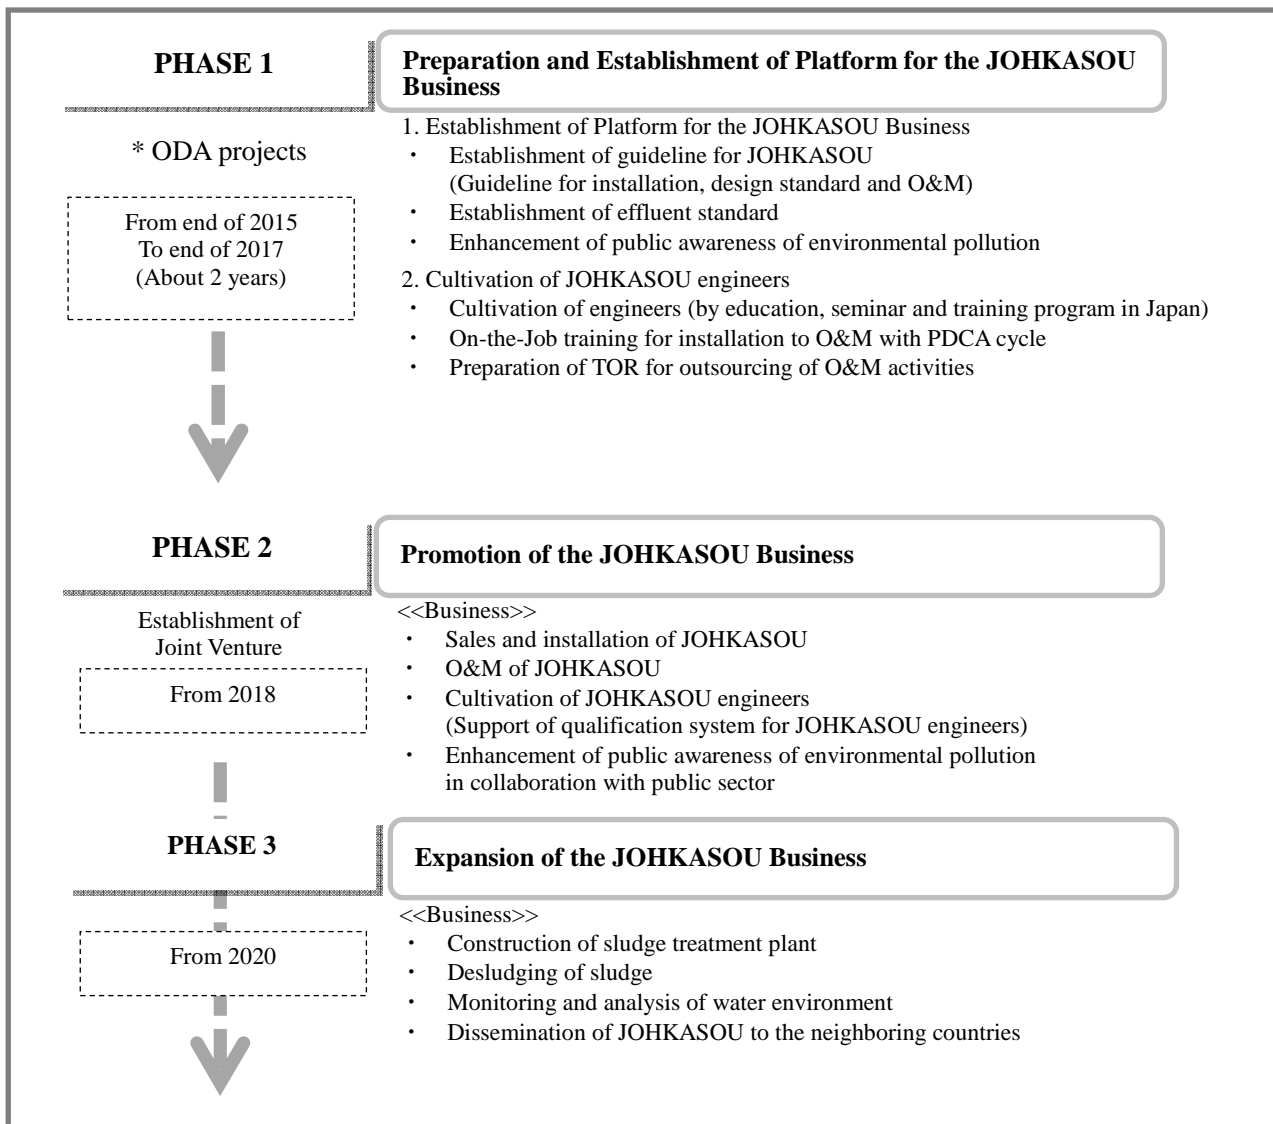 PHASE 1
Preparation and Establishment of Platform for the JOHKASOU
Business
* ODA projects
From end of 2015
To end of 2017
(About 2 years)
1. Establishment of Platform for the JOHKASOU Business
・ Establishment of guideline for JOHKASOU
(Guideline for installation, design standard and O&M)
・ Establishment of effluent standard
・ Enhancement of public awareness of environmental pollution
2. Cultivation of JOHKASOU engineers
・ Cultivation of engineers (by education, seminar and training program in Japan)
・ On-the-Job training for installation to O&M with PDCA cycle
・ Preparation of TOR for outsourcing of O&M activities
PHASE 2
Promotion of the JOHKASOU Business
Establishment of
Joint Venture
From 2018
<<Business>>
・ Sales and installation of JOHKASOU
・ O&M of JOHKASOU
・ Cultivation of JOHKASOU engineers
(Support of qualification system for JOHKASOU engineers)
・ Enhancement of public awareness of environmental pollution
in collaboration with public sector
PHASE 3
Expansion of the JOHKASOU Business
From 2020
<<Business>>
・ Construction of sludge treatment plant
・ Desludging of sludge
・ Monitoring and analysis of water environment
・ Dissemination of JOHKASOU to the neighboring countries